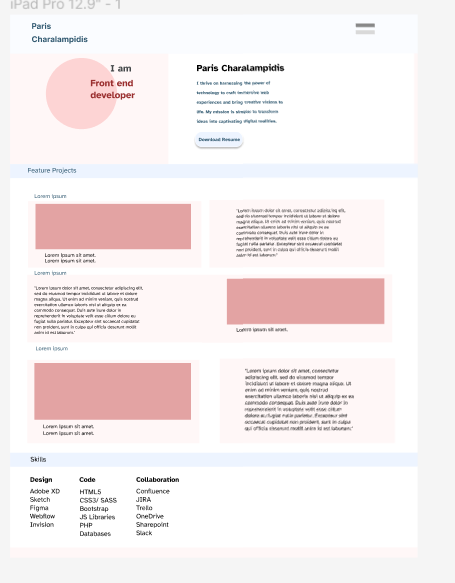 iPad Pro 12.9" - 1
Paris
Charalampidis
I am
Front end
developer
Paris Charalampidis
I thrive on harnessing the power of
technology to craft immersive web
experiences and bring creative visions to
life. My mission is simple: to transform
ideas into captivating digital realities.
Download Resume
Feature Projects
Lorem Ipsum
Lorem ipsum sit amet.
Lorem ipsum sit amet.
"Lorem ipsum dolor sit amet, consectetur adipiscing elit,
sed do eiusmod tempor incididunt ut labore et dolore
magna aliqua. Ut enim ad minim veniam, quis nostrud
exercitation ullamco laboris nisi ut aliquip ex ea
commodo consequat. Duis aute irure dolor in
reprehenderit in voluptate velit esse cillum dolore eu
fugiat nulla pariatur. Excepteur sint occaecat cupidatat
non proident, sunt in culpa qui officia deserunt mollit
anim id est laborum."
Lorem Ipsum
"Lorem ipsum dolor sit amet, consectetur adipiscing elit,
sed do eiusmod tempor incididunt ut labore et dolore
magna aliqua. Ut enim ad minim veniam, quis nostrud
exercitation ullamco laboris nisi ut aliquip ex ea
commodo consequat. Duis aute irure dolor in
reprehenderit in voluptate velit esse cillum dolore eu
fugiat nulla pariatur. Excepteur sint occaecat cupidatat
non proident, sunt in culpa qui officia deserunt mollit
anim id est laborum."
Lorem ipsum sit amet.
Lorem Ipsum
Lorem ipsum sit amet.
Lorem ipsum sit amet.
"Lorem ipsum dolor sit amet, consectetur
adipiscing elit, sed do eiusmod tempor
incididunt ut labore et dolore magna aliqua. Ut
enim ad minim veniam, quis nostrud
exercitation ullamco laboris nisi ut aliquip ex ea
commodo consequat. Duis aute irure dolor in
reprehenderit in voluptate velit esse cillum
dolore eu fugiat nulla pariatur. Excepteur sint
occaecat cupidatat non proident, sunt in culpa
qui officia deserunt mollit anim id est laborum."
Skills
Design
Adobe XD
Sketch
Figma
Webflow
Invision
Code
HTML5
CSS3/ SASS
Bootstrap
JS Libraries
PHP
Databases
Collaboration
Confluence
JIRA
Trello
OneDrive
Sharepoint
Slack